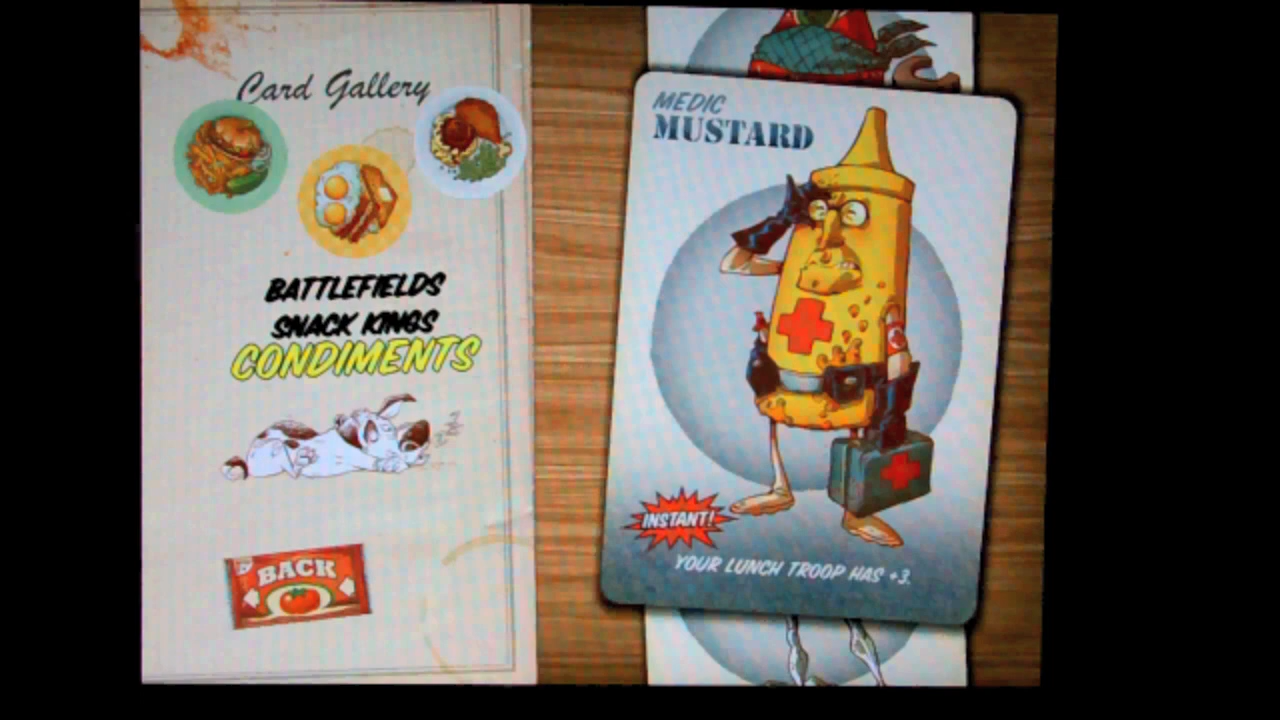 Card Gallery
BATTLEFIELDS
SNACK KINGS
CONDIMENTS
Z
Z
Z
BACK
MEDIC
MUSTARD
INSTANT!
YOUR LUNCH TROOP HAS +3.